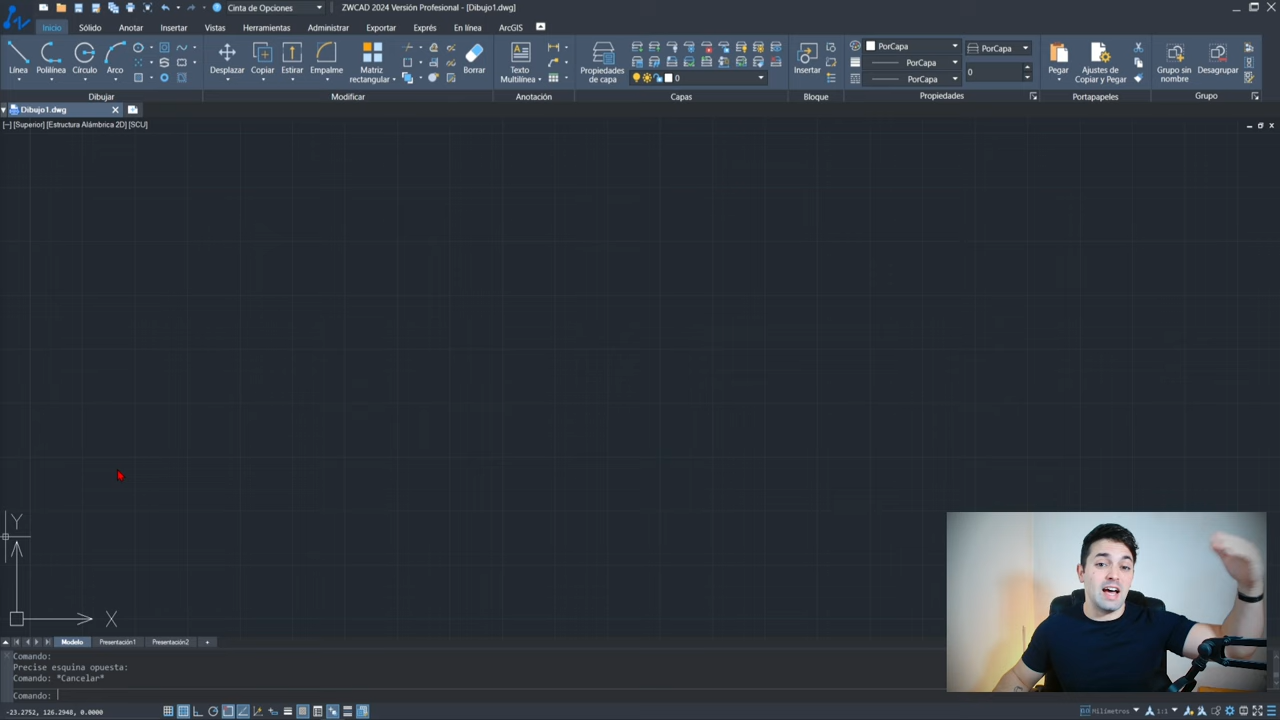 Cinta de Opciones
ZWCAD 2024 Versión Profesional - [Dibujo1.dwg]
Inicio Sólido Anotar Insertar Vistas Herramientas Administrar Exportar Exprés En línea ArcGIS
Línea Polilínea Círculo Arco
Desplazar Copiar Estirar Empalme Matriz rectangular Borrar
Texto Multilínea
Propiedades de capa
0
Insertar
PorCapa
PorCapa
PorCapa
PorCapa
0
Pegar Ajustes de Copiar y Pegar
Grupo sin nombre Desagrupar
Dibujar Modificar Anotación Capas Bloque Propiedades Portapapeles Grupo
Dibujo1.dwg
[−] [Superior] [Estructura Alámbrica 2D] [SCU]
Y
X
Modelo Presentación1 Presentación2 +
Comando:
Precise esquina opuesta:
Comando: *Cancelar*
Comando:
-23.2752, 126.2948, 0.0000
Milímetros 1:1